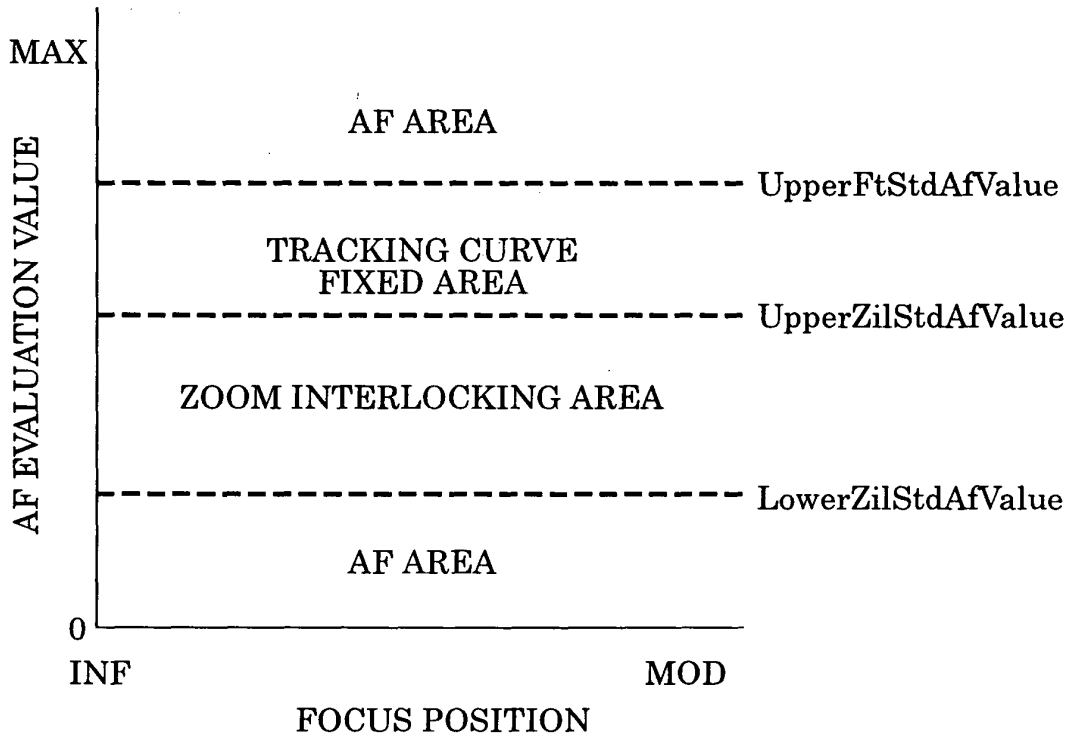 MAX
AF AREA
UpperFtStdAfValue
TRACKING CURVE
FIXED AREA
UpperZilStdAfValue
AF EVALUATION VALUE
ZOOM INTERLOCKING AREA
LowerZilStdAfValue
AF AREA
0
INF
MOD
FOCUS POSITION